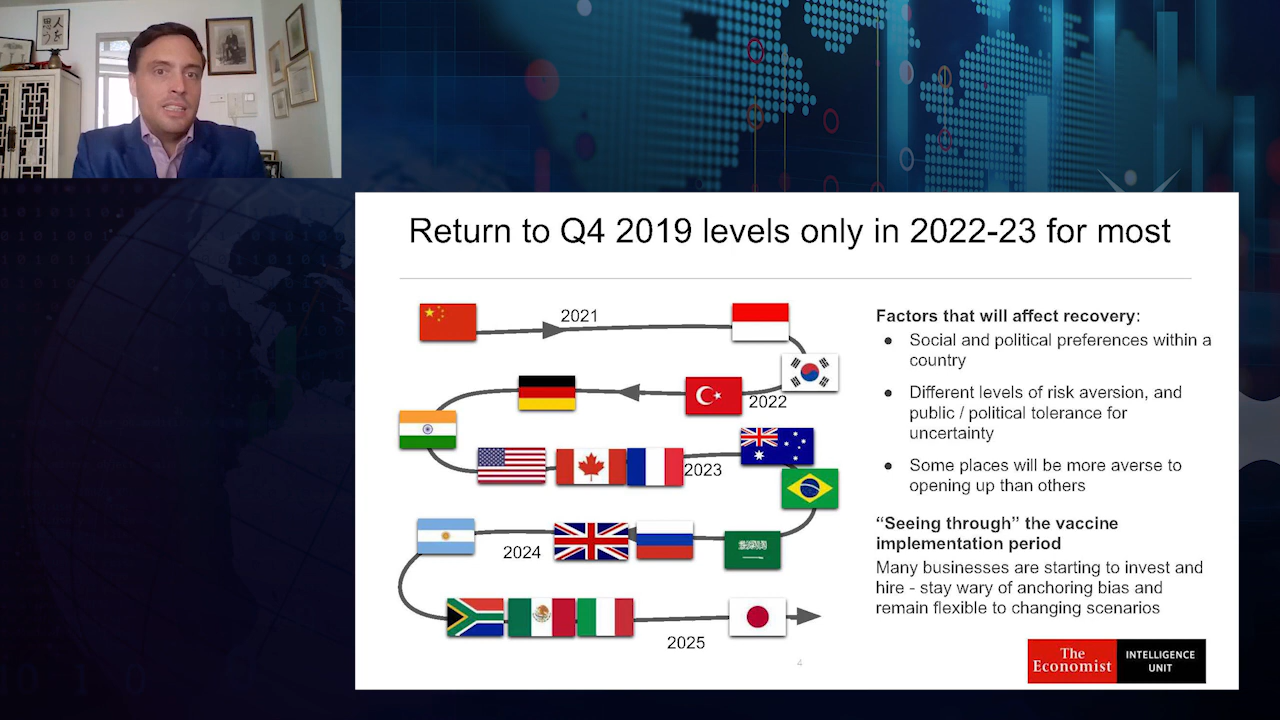 Return to Q4 2019 levels only in 2022-23 for most
2021
2022
2023
2024
2025
Factors that will affect recovery:
● Social and political preferences within a
country
● Different levels of risk aversion, and
public / political tolerance for
uncertainty
● Some places will be more averse to
opening up than others
“Seeing through” the vaccine
implementation period
Many businesses are starting to invest and
hire - stay wary of anchoring bias and
remain flexible to changing scenarios
4
The
Economist
INTELLIGENCE
UNIT